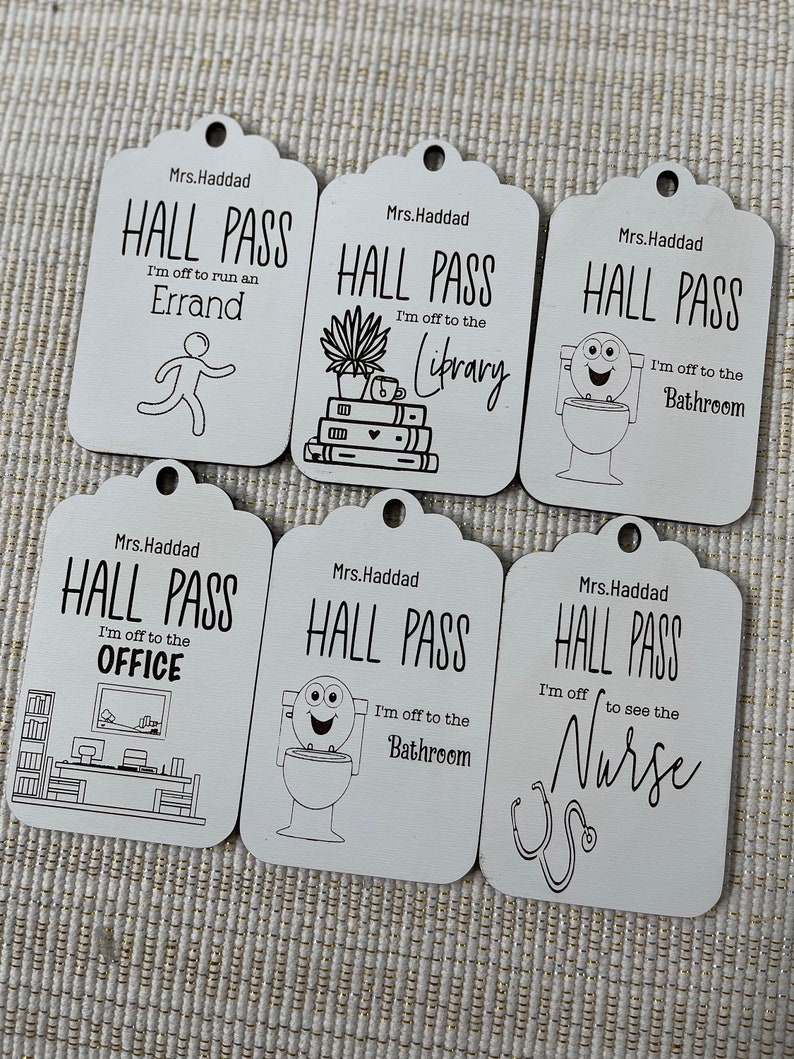 Mrs.Haddad
HALL PASS
I'm off to run an
Errand
Mrs.Haddad
HALL PASS
I'm off to the
Library
Mrs.Haddad
HALL PASS
I'm off to the
Bathroom
Mrs.Haddad
HALL PASS
I'm off to the
OFFICE
Mrs.Haddad
HALL PASS
I'm off to the
Bathroom
Mrs.Haddad
HALL PASS
I'm off to see the
Nurse